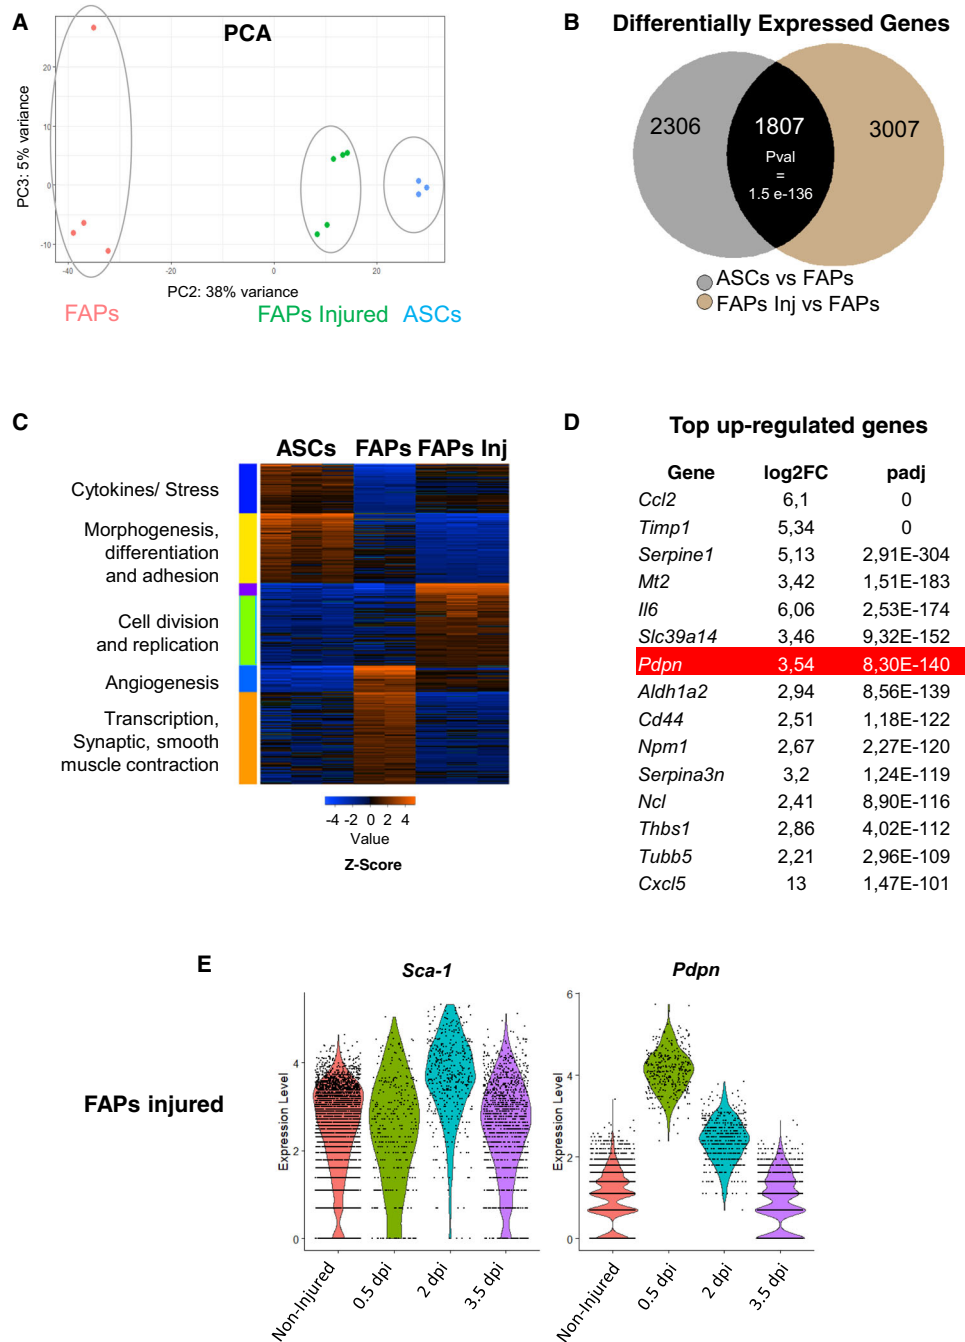 A
PCA
PC3: 5% variance
20
10
0
-10
-40
-20
0
20
PC2: 38% variance
FAPs
FAPs Injured
ASCs
B
Differentially Expressed Genes
2306
1807
3007
Pval
=
1.5 e-136
ASCs vs FAPs
FAPs Inj vs FAPs
C
ASCs FAPs FAPs Inj
Cytokines/ Stress
Morphogenesis,
differentiation
and adhesion
Cell division
and replication
Angiogenesis
Transcription,
Synaptic, smooth
muscle contraction
-4 -2 0 2 4
Value
Z-Score
D
Top up-regulated genes
Gene log2FC padj
Ccl2 6,1 0
Timp1 5,34 0
Serpine1 5,13 2,91E-304
Mt2 3,42 1,51E-183
Il6 6,06 2,53E-174
Slc39a14 3,46 9,32E-152
Pdpn 3,54 8,30E-140
Aldh1a2 2,94 8,56E-139
Cd44 2,51 1,18E-122
Npm1 2,67 2,27E-120
Serpina3n 3,2 1,24E-119
Ncl 2,41 8,90E-116
Thbs1 2,86 4,02E-112
Tubb5 2,21 2,96E-109
Cxcl5 13 1,47E-101
E
FAPs injured
Sca-1
Expression Level
4
2
0
Non-Injured
0.5 dpi
2 dpi
3.5 dpi
Pdpn
Expression Level
6
4
2
0
Non-Injured
0.5 dpi
2 dpi
3.5 dpi